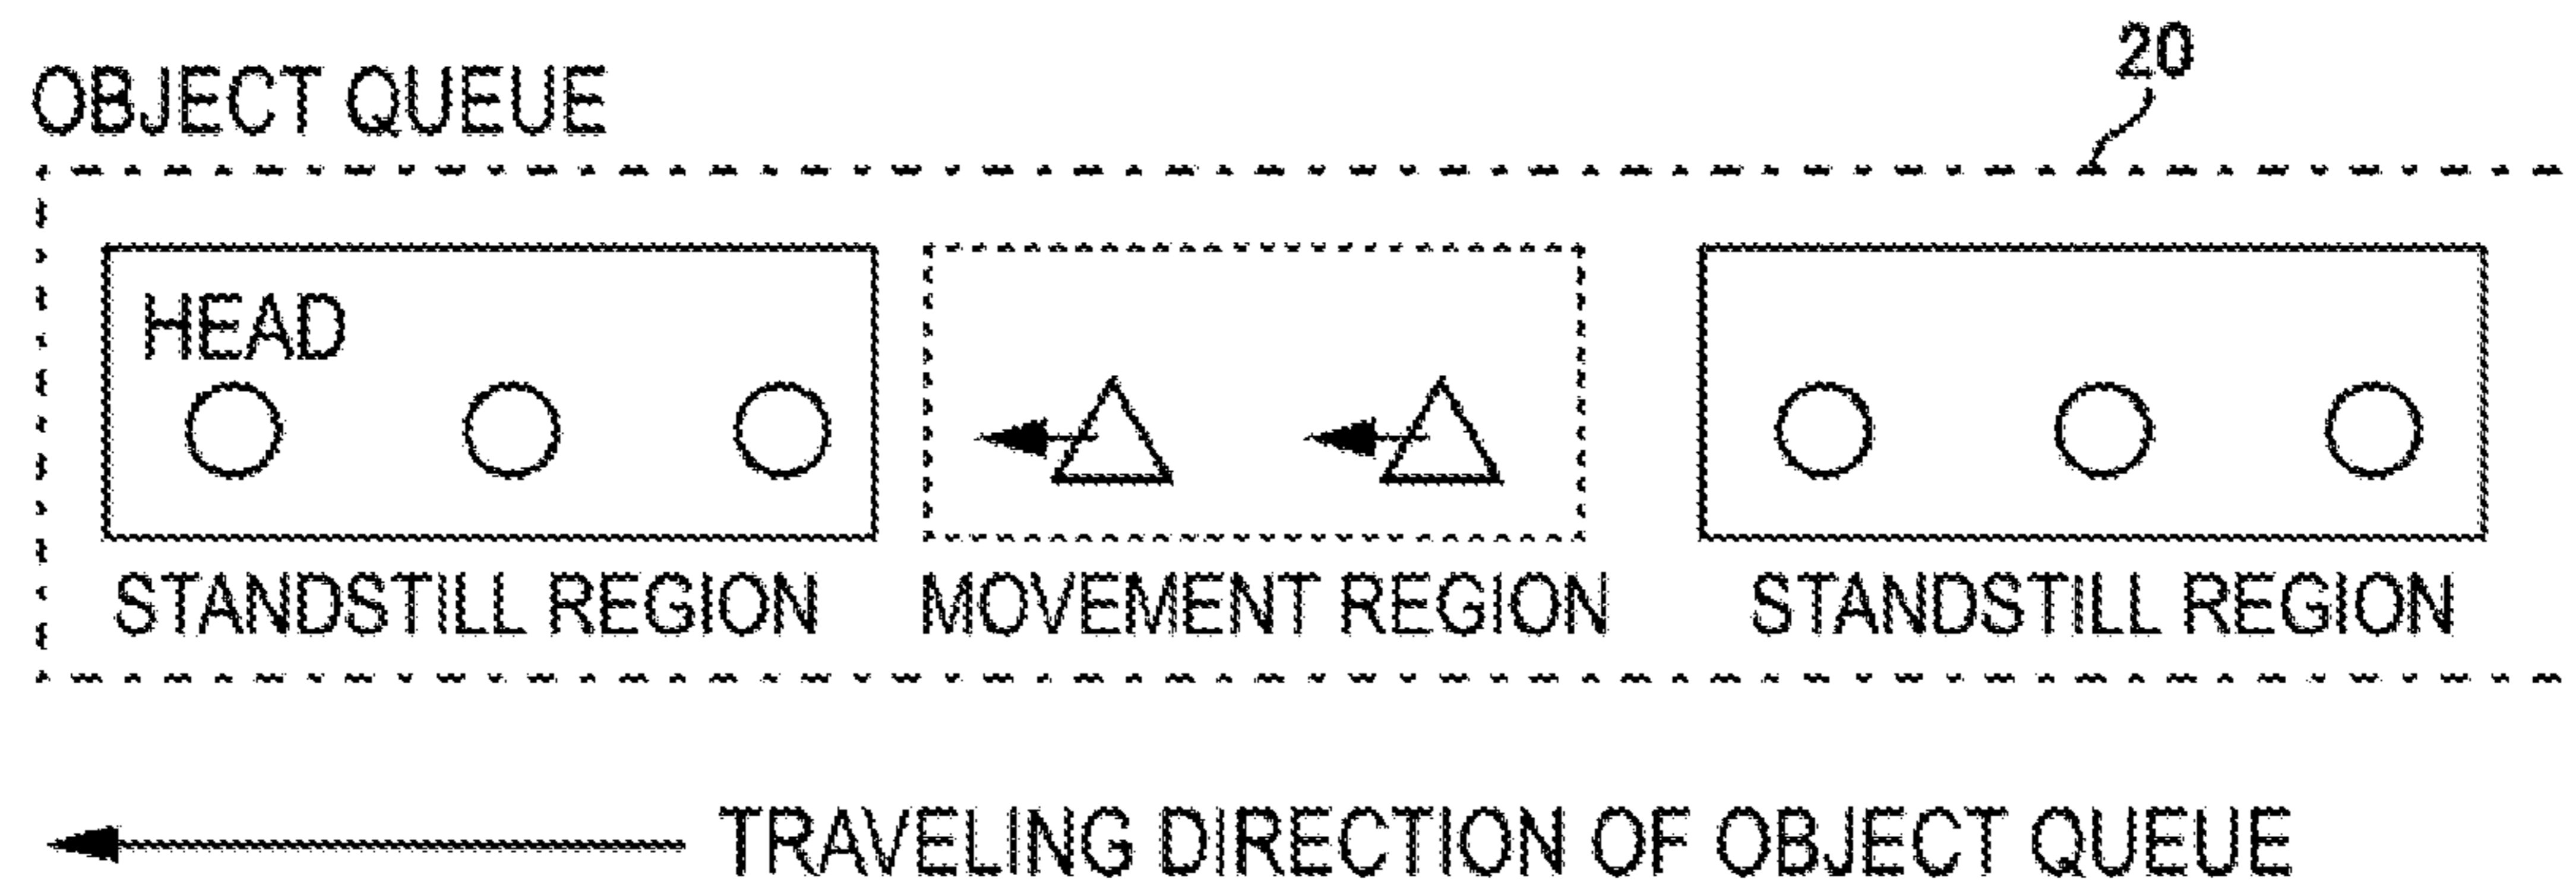 20
OBJECT QUEUE
HEAD
STANDSTILL REGION
MOVEMENT REGION
STANDSTILL REGION
TRAVELING DIRECTION OF OBJECT QUEUE